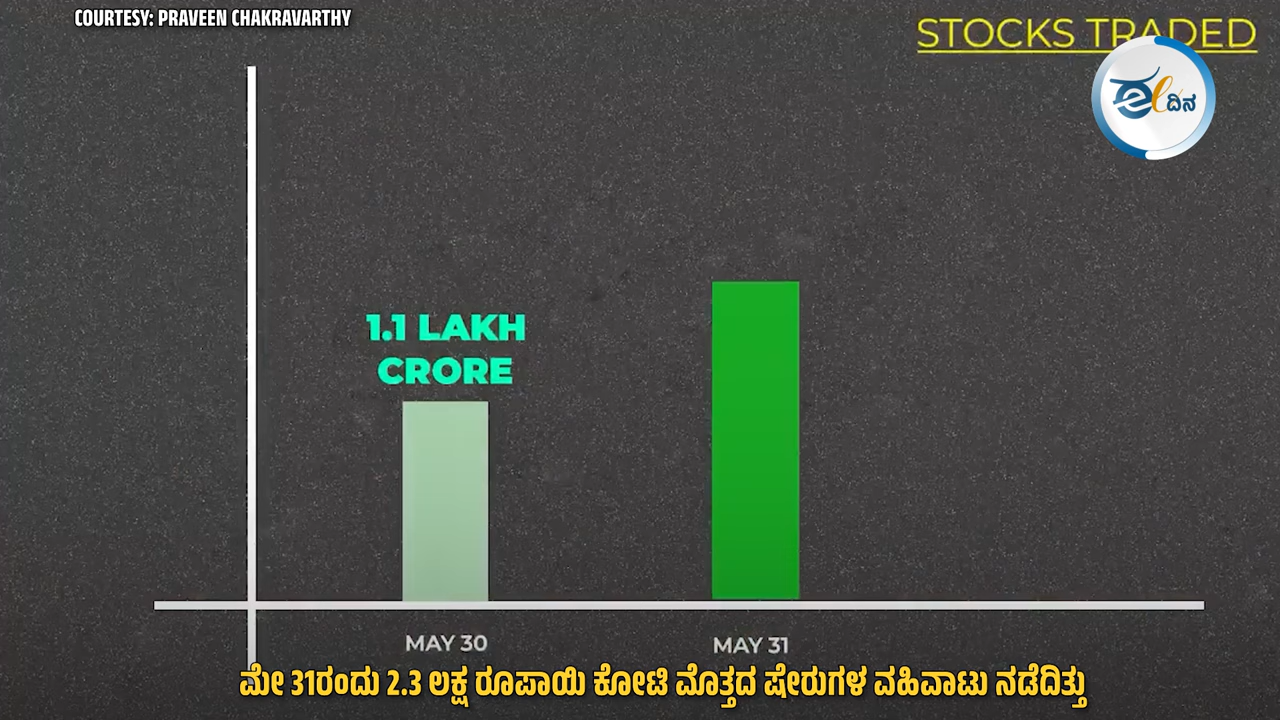 COURTESY: PRAVEEN CHAKRAVARTHY
STOCKS TRADED
ಈ ದಿನ
1.1 LAKH
CRORE
MAY 30
MAY 31
ಮೇ 31ರಂದು 2.3 ಲಕ್ಷ ರೂಪಾಯಿ ಕೋಟಿ ಮೊತ್ತದ ಷೇರುಗಳ ವಹಿವಾಟು ನಡೆದಿತ್ತು